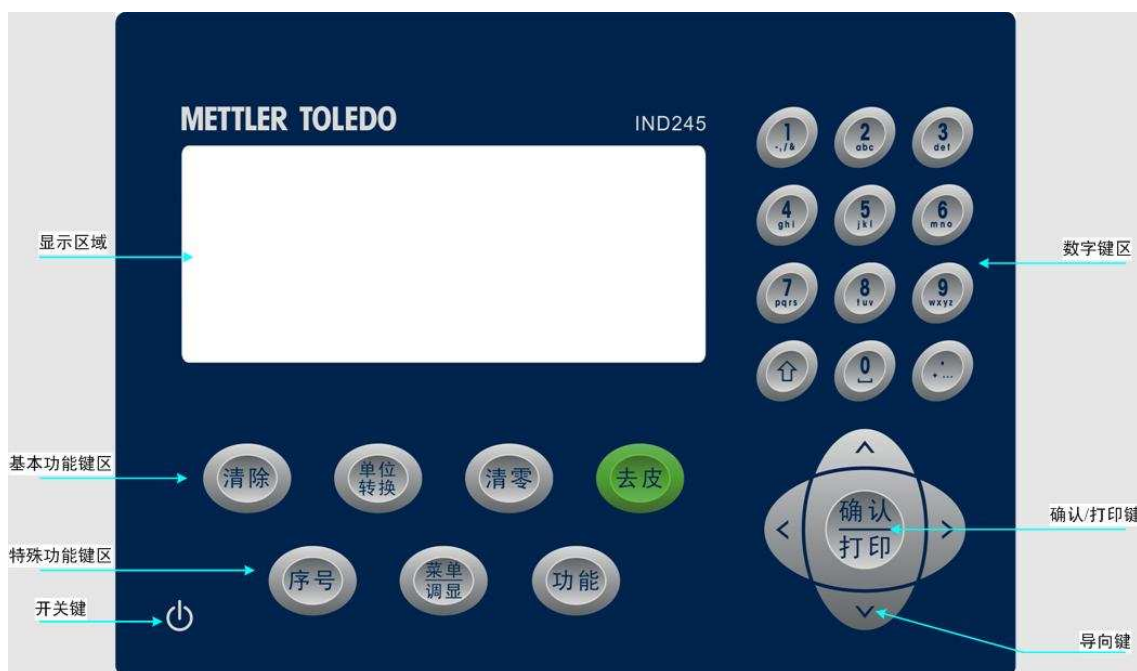 METTLER TOLEDO
IND245
1
-,/&
2
abc
3
def
4
ghi
5
jkl
6
mno
7
pqrs
8
tuv
9
wxyz
0
显示区域
数字键区
基本功能键区
清除
单位
转换
清零
去皮
确认
打印
确认/打印键
特殊功能键区
序号
菜单
调显
功能
开关键
导向键